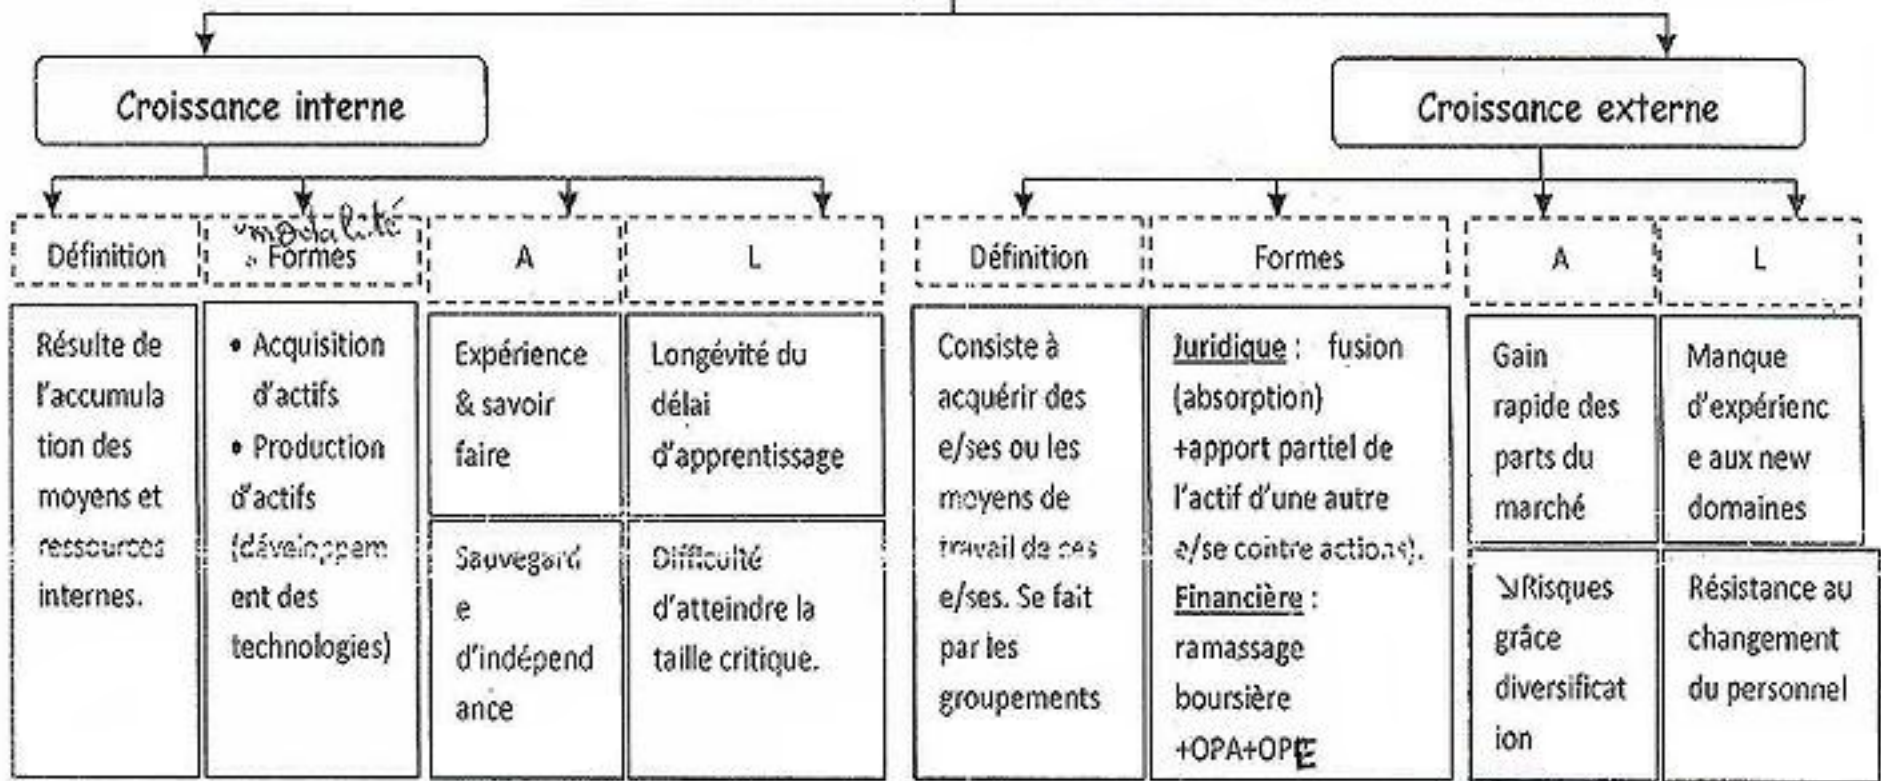 Croissance interne
Croissance externe
"modalité
Définition
Formes
A
L
Définition
Formes
A
L
Résulte de
l'accumula
tion des
moyens et
ressources
internes.
• Acquisition
d'actifs
• Production
d'actifs
(développem
ent des
technologies)
Expérience
& savoir
faire
Sauvegard
e
d'indépend
ance
Longévité du
délai
d'apprentissage
Difficulté
d'atteindre la
taille critique.
Consiste à
acquérir des
e/ses ou les
moyens de
travail de ces
e/ses. Se fait
par les
groupements
Juridique : fusion
(absorption)
+apport partiel de
l'actif d'une autre
e/se contre actions).
Financière :
ramassage
boursière
+OPA+OPE
Gain
rapide des
parts du
marché
↘Risques
grâce
diversificat
ion
Manque
d'expérienc
e aux new
domaines
Résistance au
changement
du personnel